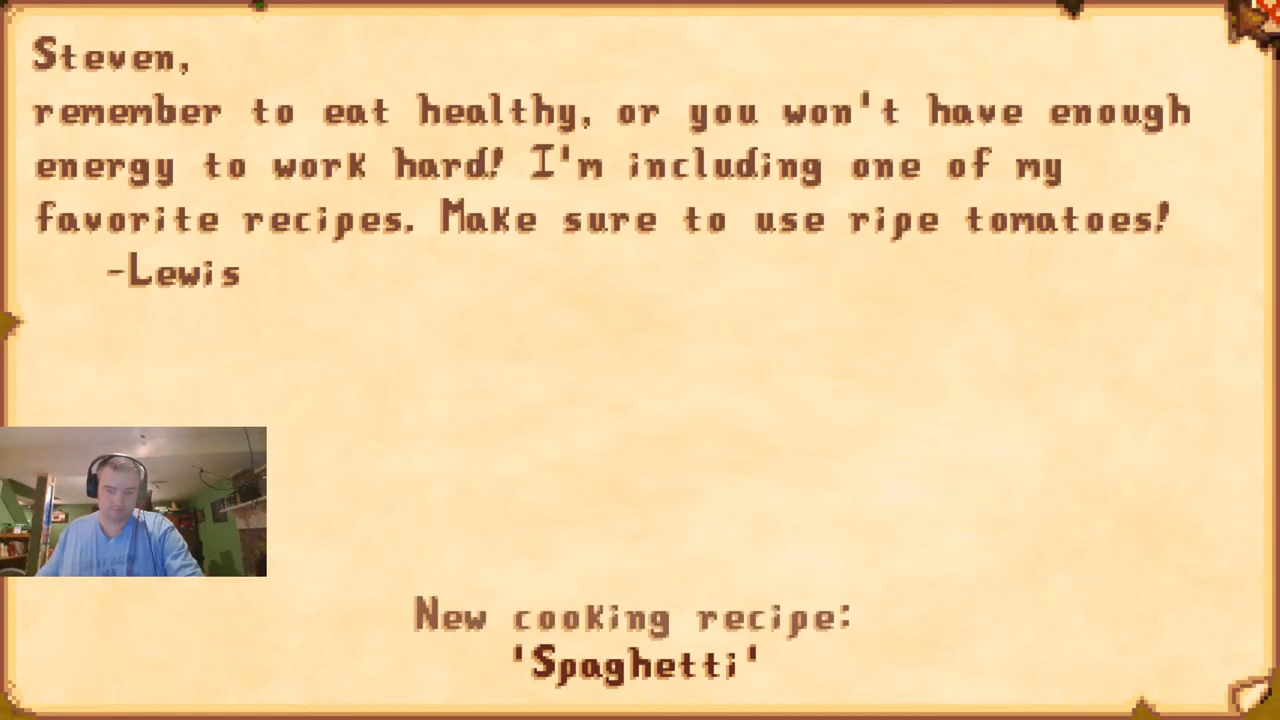 Steven,
remember to eat healthy, or you won't have enough
energy to work hard! I'm including one of my
favorite recipes. Make sure to use ripe tomatoes!
-Lewis
New cooking recipe:
'Spaghetti'